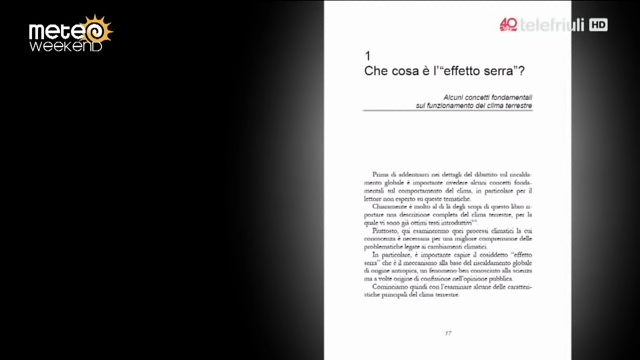 meteo
WEEKEND
40
telefriuli HD
1
Che cosa è l'“effetto serra”?
Alcuni concetti fondamentali
sul funzionamento del clima terrestre
Prima di addentrarci nei dettagli del dibattito sul riscalda-
mento globale è importante rivedere alcuni concetti fonda-
mentali sul comportamento del clima, in particolare per il
lettore non esperto su queste tematiche.
Chiaramente è molto al di là degli scopi di questo libro ri-
portare una descrizione completa del clima terrestre, per la
quale vi sono già ottimi testi introduttivi
Piuttosto, qui esamineremo quei processi climatici la cui
conoscenza è necessaria per una migliore comprensione delle
problematiche legate ai cambiamenti climatici.
In particolare, è importante capire il cosiddetto “effetto
serra” che è il meccanismo alla base del riscaldamento globale
di origine antropica, un fenomeno ben conosciuto alla scienza
ma a volte origine di confusione nell'opinione pubblica.
Cominciamo quindi con l'esaminare alcune delle caratteri-
stiche principali del clima terrestre.
17